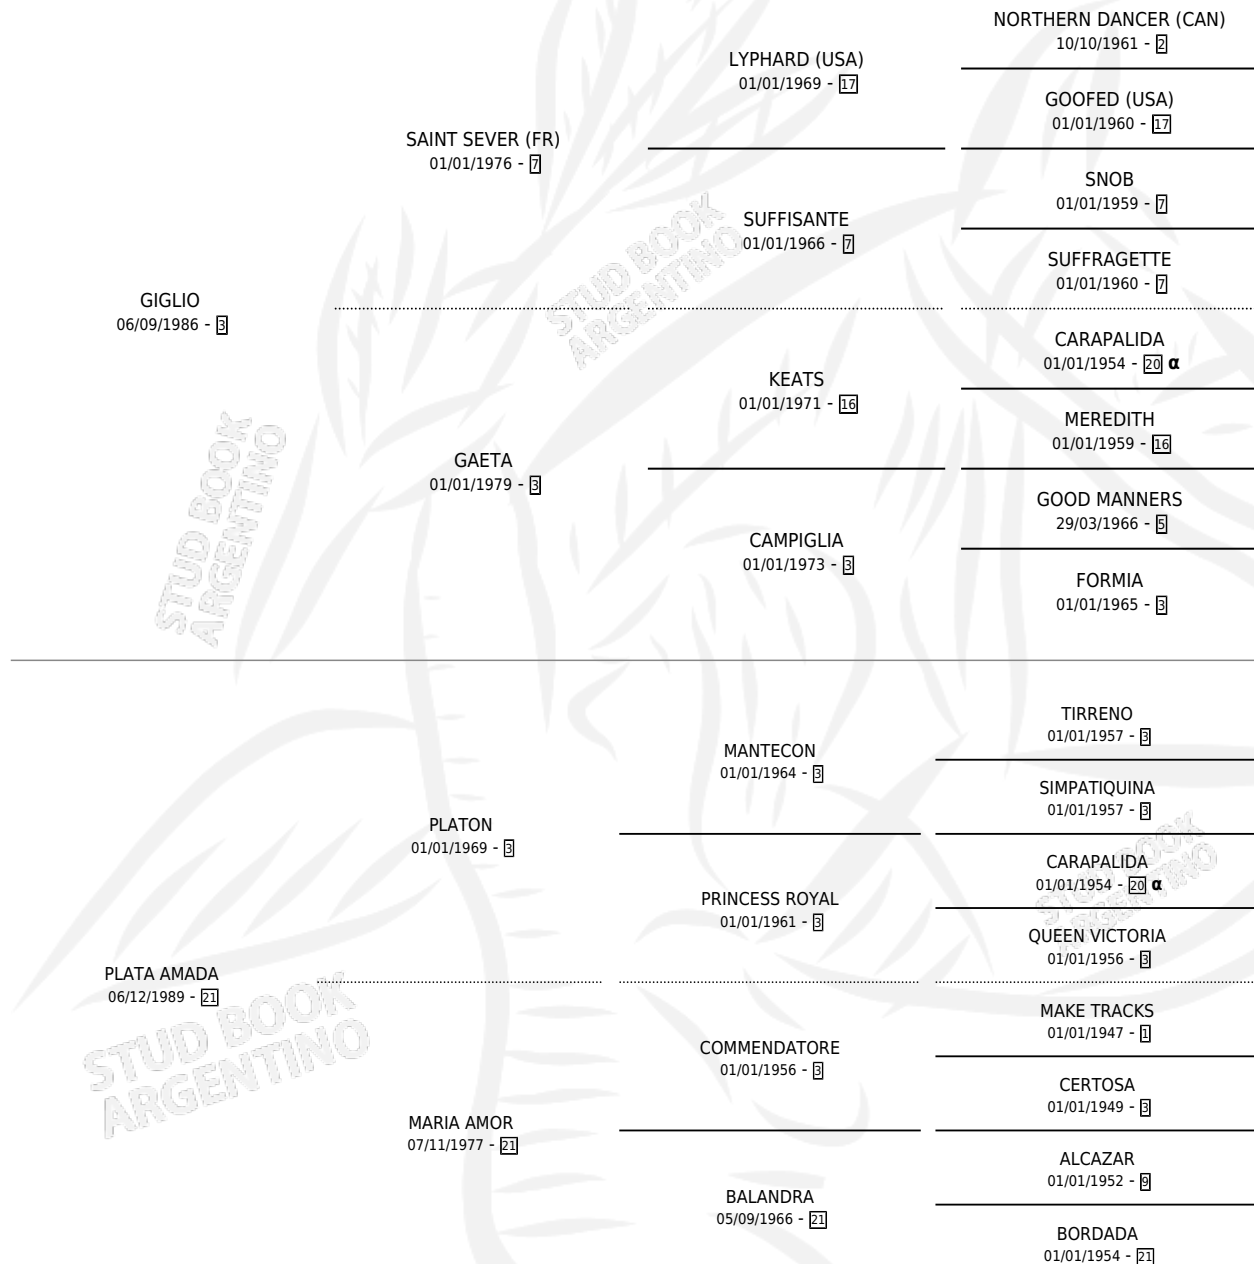 NORTHERN DANCER (CAN)
10/10/1961 - 2
LYPHARD (USA)
01/01/1969 - 17
GOOFED (USA)
01/01/1960 - 17
SAINT SEVER (FR)
01/01/1976 - 7
SNOB
01/01/1959 - 7
SUFFISANTE
01/01/1966 - 7
SUFFRAGETTE
01/01/1960 - 7
STUD BOOK
ARGENTINO
GIGLIO
06/09/1986 - 3
CARAPALIDA
01/01/1954 - 20 α
KEATS
01/01/1971 - 16
MEREDITH
01/01/1959 - 16
GAETA
01/01/1979 - 3
GOOD MANNERS
29/03/1966 - 5
CAMPIGLIA
01/01/1973 - 3
FORMIA
01/01/1965 - 3
STUD BOOK
ARGENTINO
TIRRENO
01/01/1957 - 3
MANTECON
01/01/1964 - 3
SIMPATIQUINA
01/01/1957 - 3
PLATON
01/01/1969 - 3
CARAPALIDA
01/01/1954 - 20 α
PRINCESS ROYAL
01/01/1961 - 3
QUEEN VICTORIA
01/01/1956 - 3
STUD BOOK
ARGENTINO
PLATA AMADA
06/12/1989 - 21
MAKE TRACKS
01/01/1947 - 1
COMMENDATORE
01/01/1956 - 3
CERTOSA
01/01/1949 - 3
STUD BOOK
ARGENTINO
MARIA AMOR
07/11/1977 - 21
ALCAZAR
01/01/1952 - 9
BALANDRA
05/09/1966 - 21
BORDADA
01/01/1954 - 21